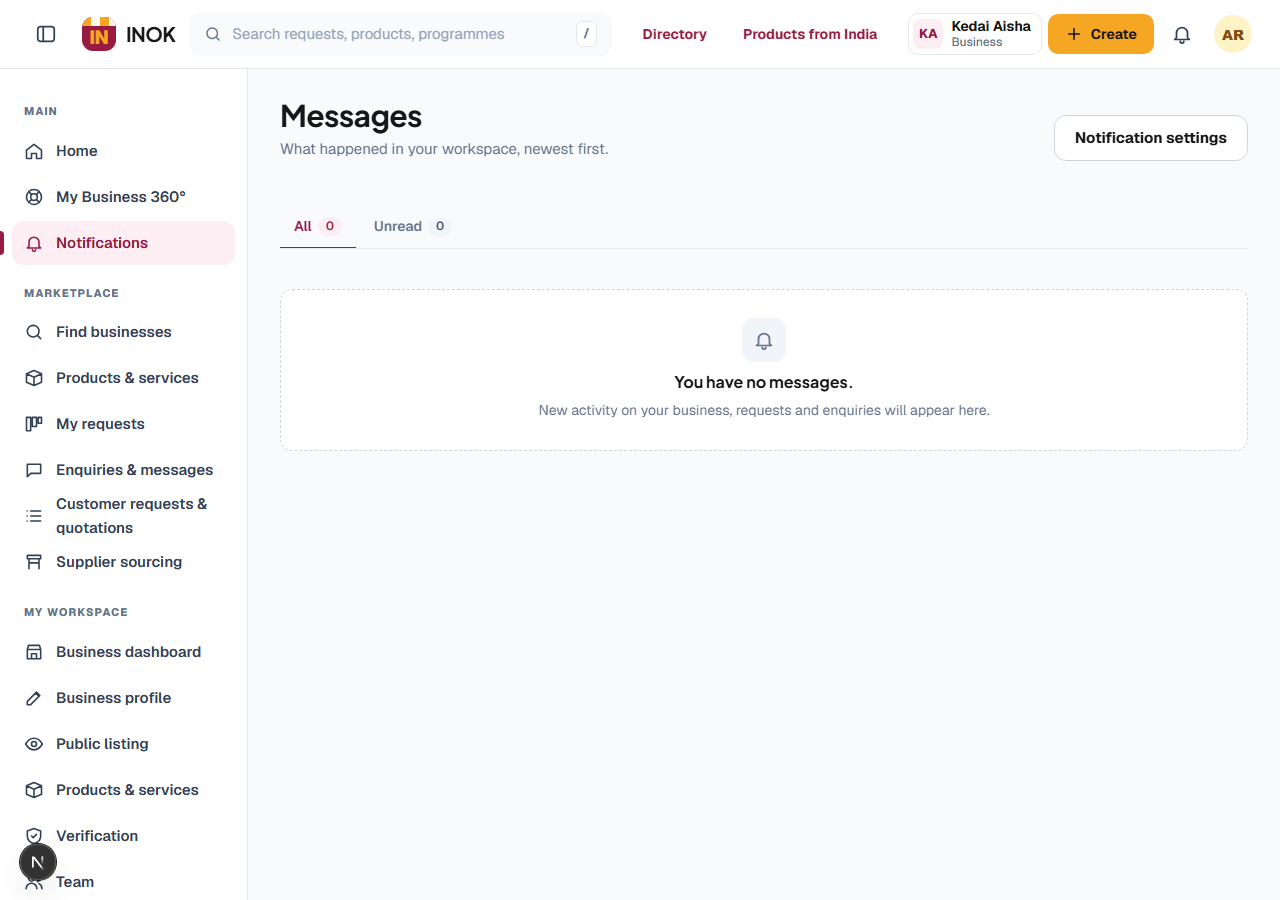 IN INOK
Search requests, products, programmes
/
Directory
Products from India
KA
Kedai Aisha
Business
Create
AR
MAIN
Home
My Business 360°
Notifications
MARKETPLACE
Find businesses
Products & services
My requests
Enquiries & messages
Customer requests &
quotations
Supplier sourcing
MY WORKSPACE
Business dashboard
Business profile
Public listing
Products & services
Verification
N
Team
Messages
What happened in your workspace, newest first.
Notification settings
All 0
Unread 0
You have no messages.
New activity on your business, requests and enquiries will appear here.